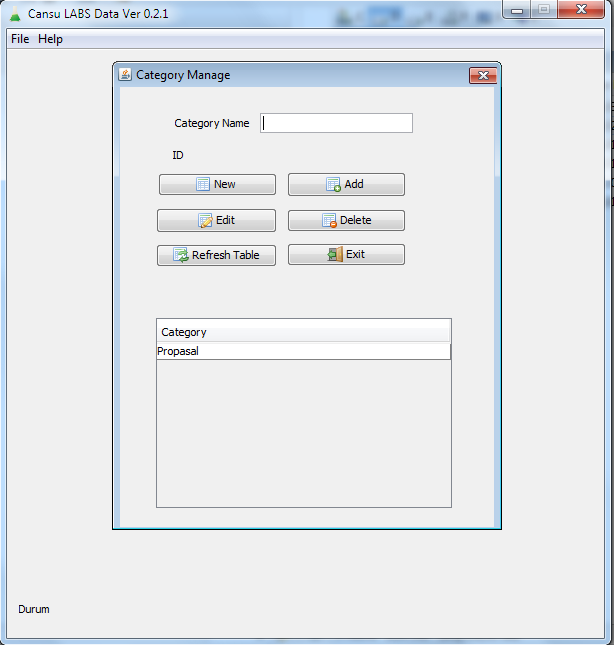 Cansu LABS Data Ver 0.2.1
File Help
Category Manage
Category Name
ID
New Add
Edit Delete
Refresh Table Exit
Category
Propasal
Durum